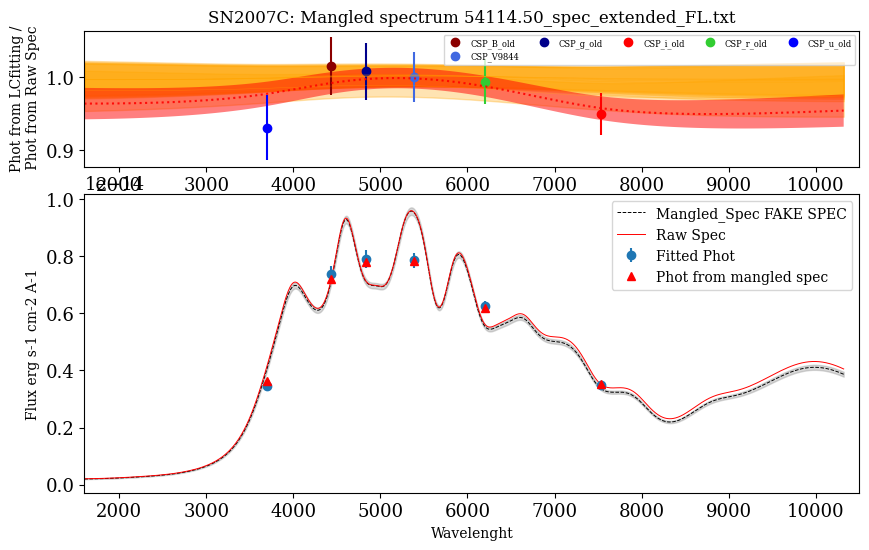 SN2007C: Mangled spectrum 54114.50_spec_extended_FL.txt
Phot from LCfitting /
Phot from Raw Spec
1.0
0.9
CSP_B_old
CSP_g_old
CSP_i_old
CSP_r_old
CSP_u_old
CSP_V9844
2000 3000 4000 5000 6000 7000 8000 9000 10000
1e−14
Flux erg s-1 cm-2 A-1
1.0
0.8
0.6
0.4
0.2
0.0
Mangled_Spec FAKE SPEC
Raw Spec
Fitted Phot
Phot from mangled spec
2000 3000 4000 5000 6000 7000 8000 9000 10000
Wavelenght